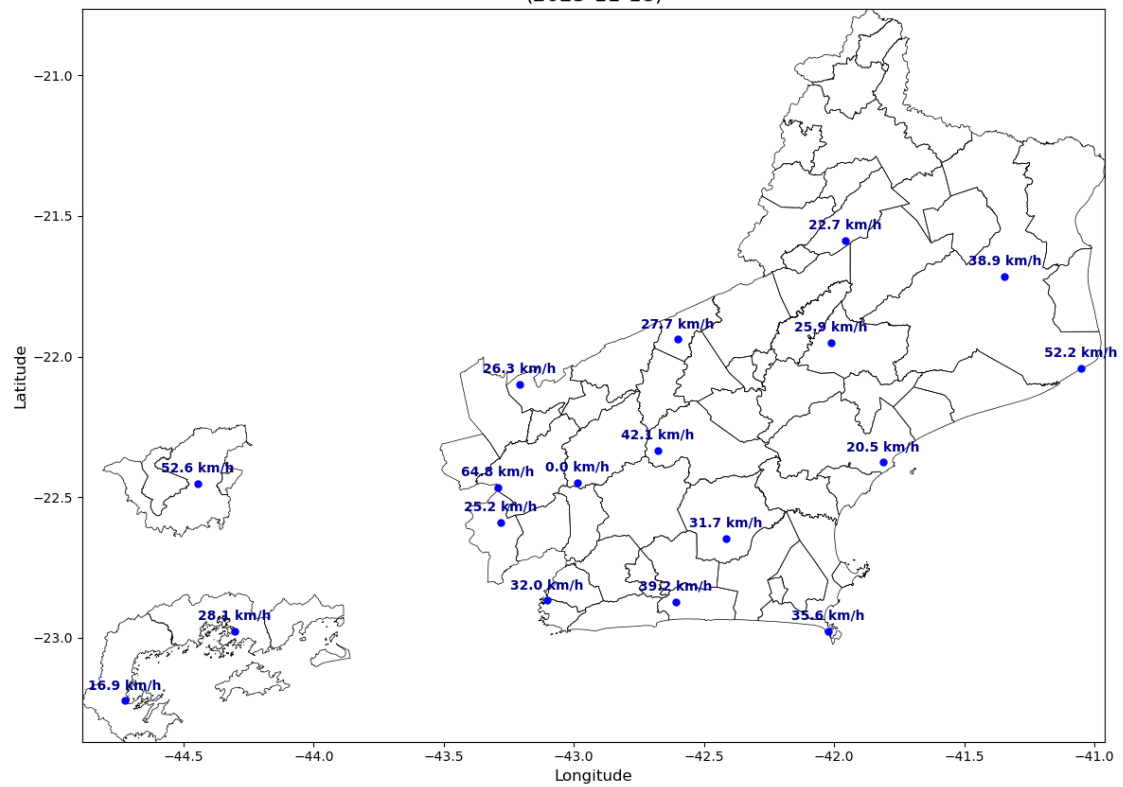 Latitude
−21.0
−21.5
−22.0
−22.5
−23.0
22.7 km/h
38.9 km/h
27.7 km/h
25.9 km/h
52.2 km/h
26.3 km/h
42.1 km/h
20.5 km/h
52.6 km/h
64.8 km/h
0.0 km/h
25.2 km/h
31.7 km/h
32.0 km/h
39.2 km/h
28.1 km/h
35.6 km/h
16.9 km/h
−44.5 −44.0 −43.5 −43.0 −42.5 −42.0 −41.5 −41.0
Longitude